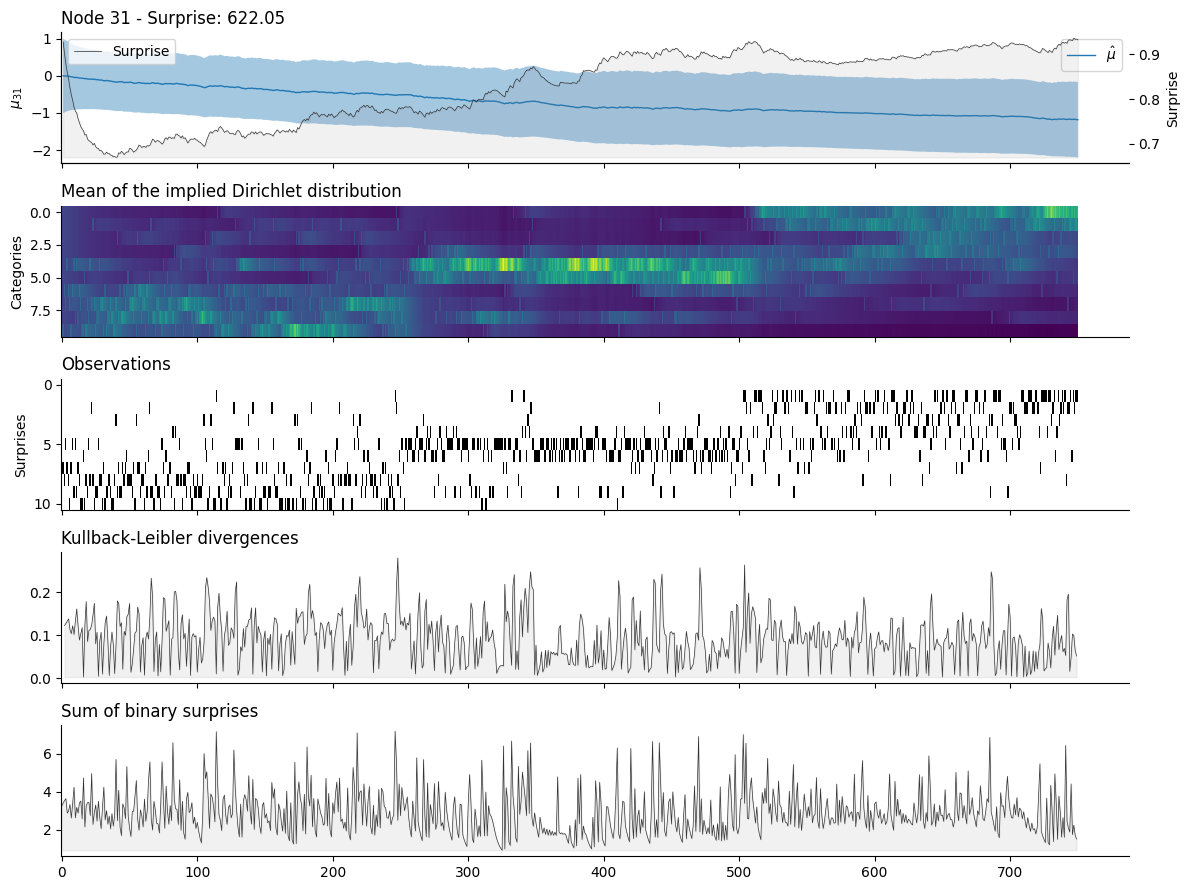 Node 31 - Surprise: 622.05
1
0
−1
−2
μ31
Surprise
μ̂
0.9
0.8
0.7
Surprise
Mean of the implied Dirichlet distribution
0.0
2.5
5.0
7.5
Categories
Observations
0
5
10
Surprises
Kullback-Leibler divergences
0.2
0.1
0.0
Sum of binary surprises
6
4
2
0 100 200 300 400 500 600 700